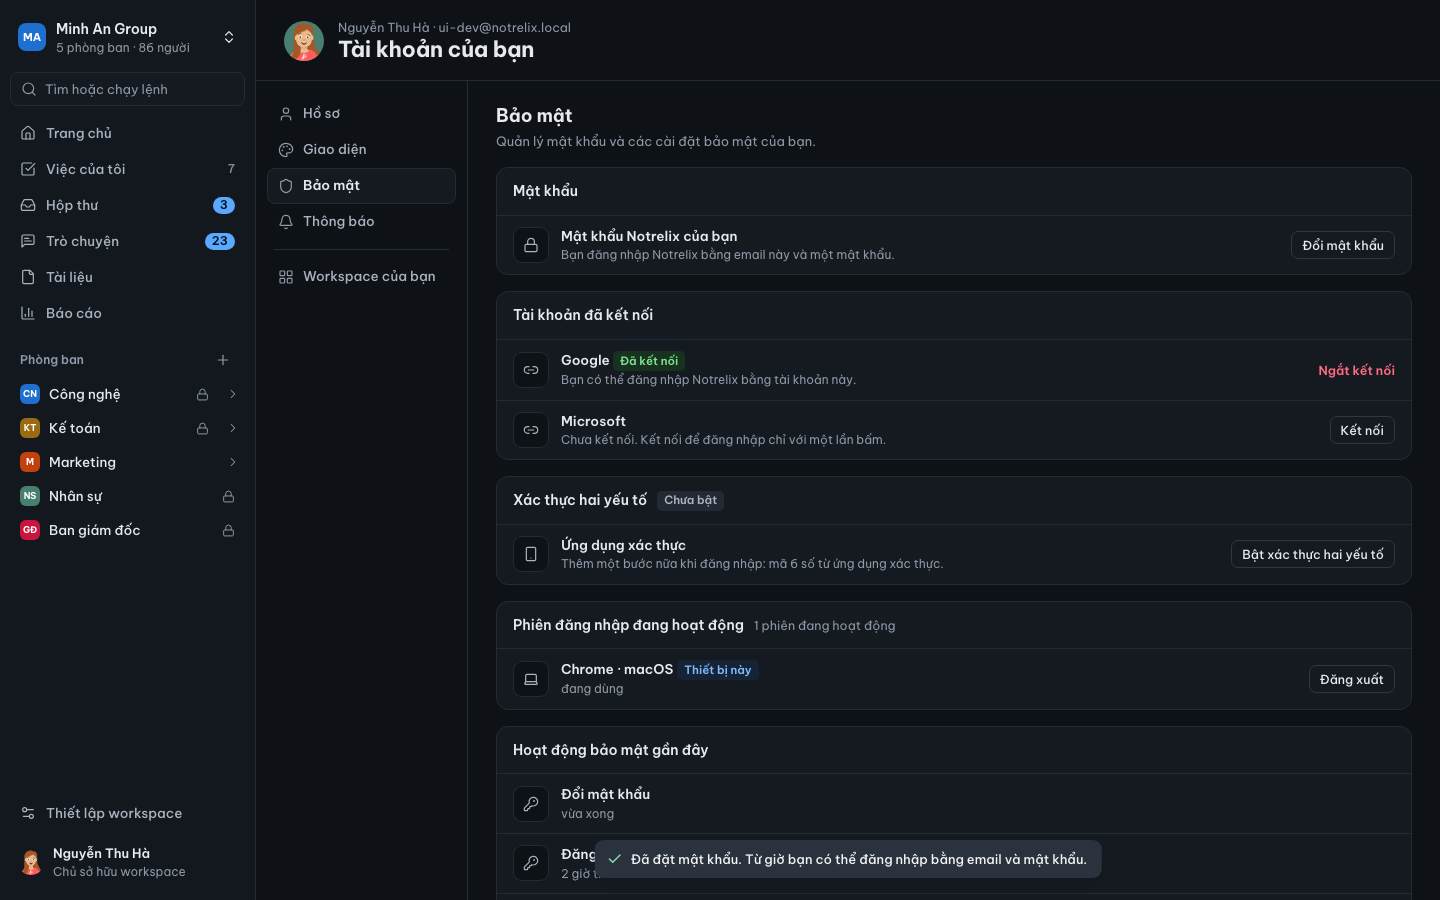 MA
Minh An Group
5 phòng ban · 86 người
Tìm hoặc chạy lệnh
Trang chủ
Việc của tôi 7
Hộp thư 3
Trò chuyện 23
Tài liệu
Báo cáo
Phòng ban
CN Công nghệ
KT Kế toán
M Marketing
NS Nhân sự
GĐ Ban giám đốc
Thiết lập workspace
Nguyễn Thu Hà
Chủ sở hữu workspace
Nguyễn Thu Hà · ui-dev@notrelix.local
Tài khoản của bạn
Hồ sơ
Giao diện
Bảo mật
Thông báo
Workspace của bạn
Bảo mật
Quản lý mật khẩu và các cài đặt bảo mật của bạn.
Mật khẩu
Mật khẩu Notrelix của bạn
Bạn đăng nhập Notrelix bằng email này và một mật khẩu.
Đổi mật khẩu
Tài khoản đã kết nối
Google Đã kết nối
Bạn có thể đăng nhập Notrelix bằng tài khoản này.
Ngắt kết nối
Microsoft
Chưa kết nối. Kết nối để đăng nhập chỉ với một lần bấm.
Kết nối
Xác thực hai yếu tố Chưa bật
Ứng dụng xác thực
Thêm một bước nữa khi đăng nhập: mã 6 số từ ứng dụng xác thực.
Bật xác thực hai yếu tố
Phiên đăng nhập đang hoạt động 1 phiên đang hoạt động
Chrome · macOS Thiết bị này
đang dùng
Đăng xuất
Hoạt động bảo mật gần đây
Đổi mật khẩu
vừa xong
Đăng
2 giờ
Đã đặt mật khẩu. Từ giờ bạn có thể đăng nhập bằng email và mật khẩu.